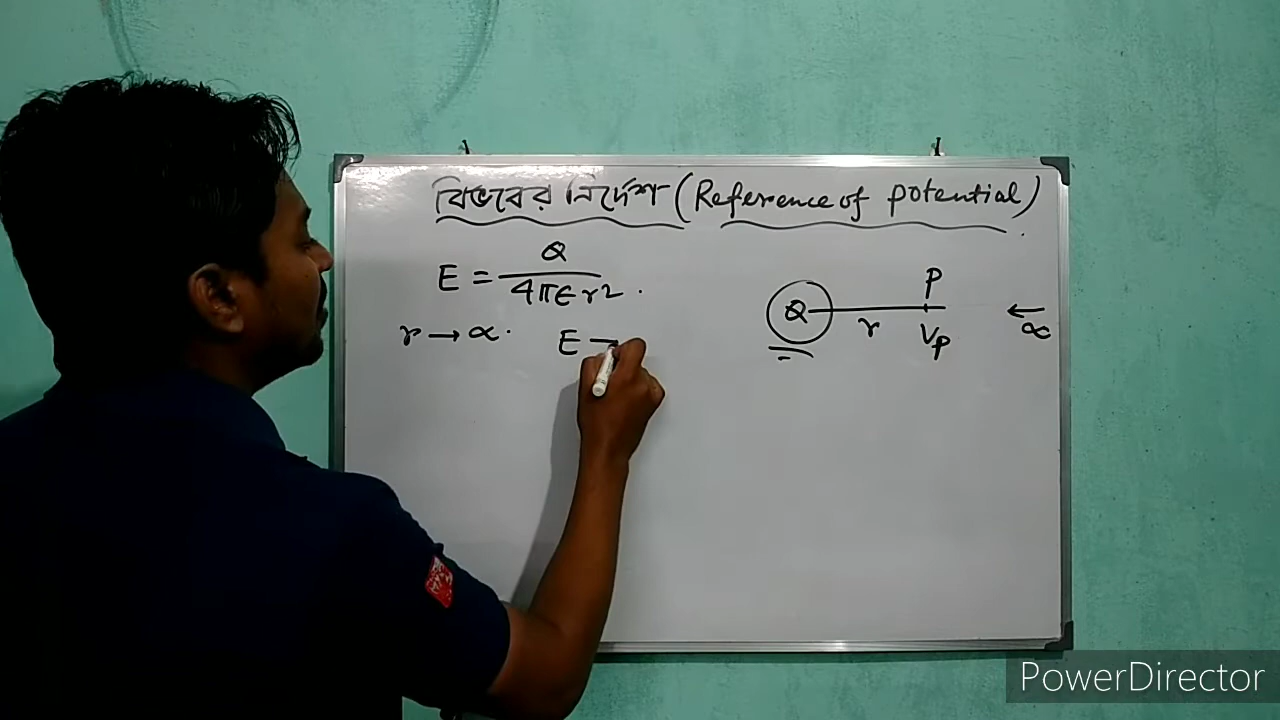 বিভবের নির্দেশ (Reference of potential)
E = Q / 4πϵr2 .
r → ∝ . E →
Q r P Vp ← ∞
PowerDirector